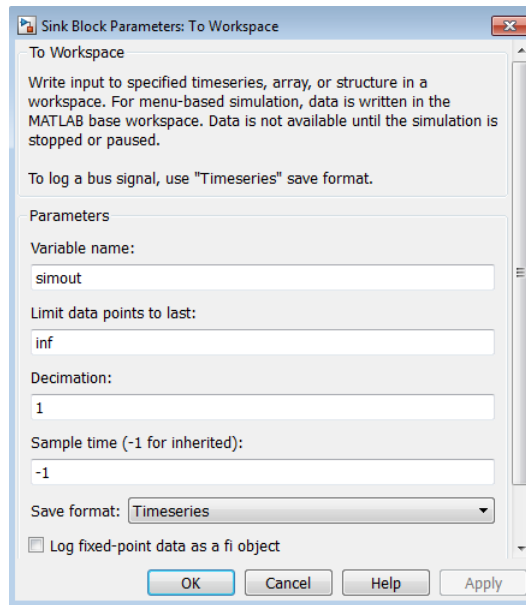 Sink Block Parameters: To Workspace
To Workspace
Write input to specified timeseries, array, or structure in a
workspace. For menu-based simulation, data is written in the
MATLAB base workspace. Data is not available until the simulation is
stopped or paused.
To log a bus signal, use "Timeseries" save format.
Parameters
Variable name:
simout
Limit data points to last:
inf
Decimation:
1
Sample time (-1 for inherited):
-1
Save format: Timeseries
Log fixed-point data as a fi object
OK Cancel Help Apply